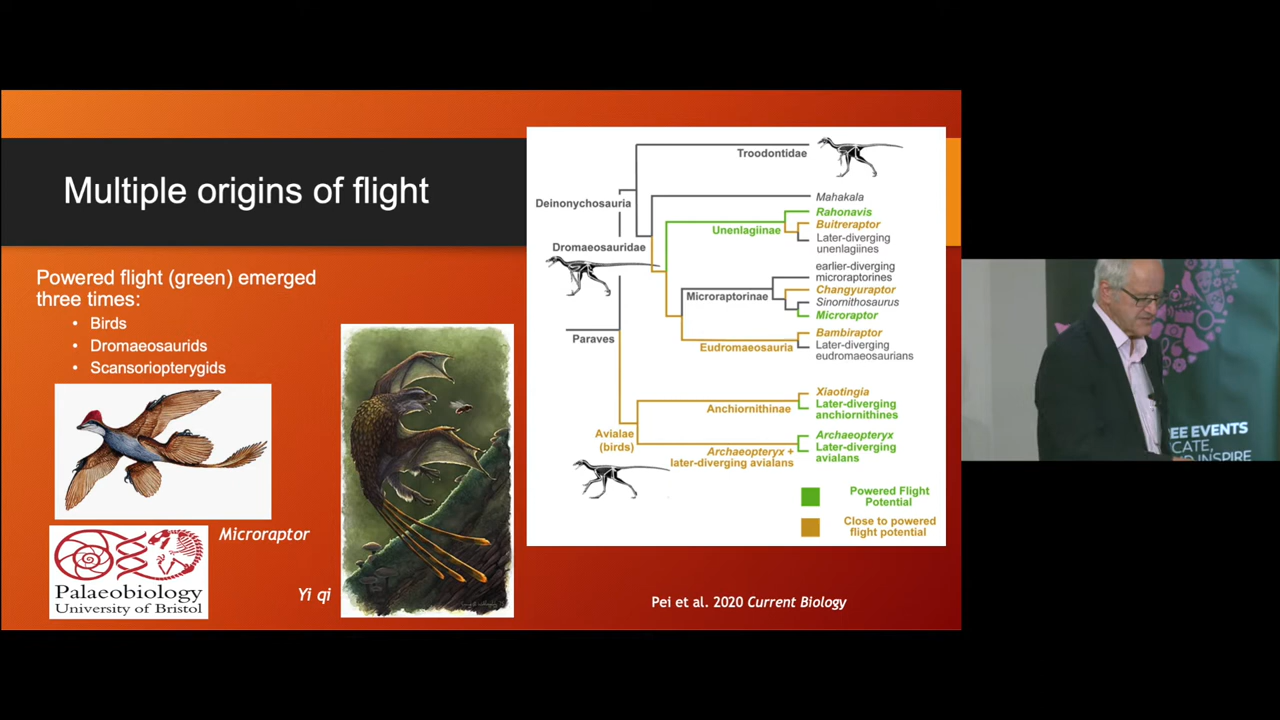 Multiple origins of flight
Powered flight (green) emerged
three times:
• Birds
• Dromaeosaurids
• Scansoriopterygids
Microraptor
Palaeobiology
University of Bristol
Yi qi
Troodontidae
Deinonychosauria
Mahakala
Rahonavis
Unenlagiinae
Buitreraptor
Later-diverging
unenlagiines
Dromaeosauridae
earlier-diverging
microraptorines
Microraptorinae
Changyuraptor
Sinornithosaurus
Microraptor
Paraves
Bambiraptor
Eudromaeosauria
Later-diverging
eudromaeosaurians
Xiaotingia
Anchiornithinae
Later-diverging
anchiornithines
Avialae
(birds)
Archaeopteryx
Later-diverging
avialans
Archaeopteryx +
later-diverging avialans
Powered Flight
Potential
Close to powered
flight potential
Pei et al. 2020 Current Biology
EE EVENTS
CATE,
INSPIRE